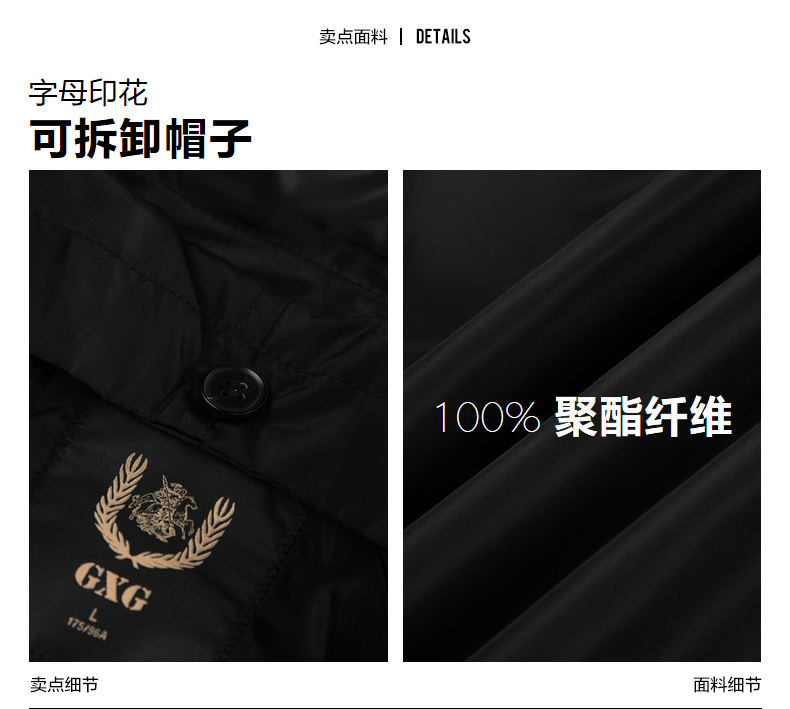 卖点面料 | DETAILS
字母印花
可拆卸帽子
100% 聚酯纤维
GXG
L
175/96A
卖点细节
面料细节